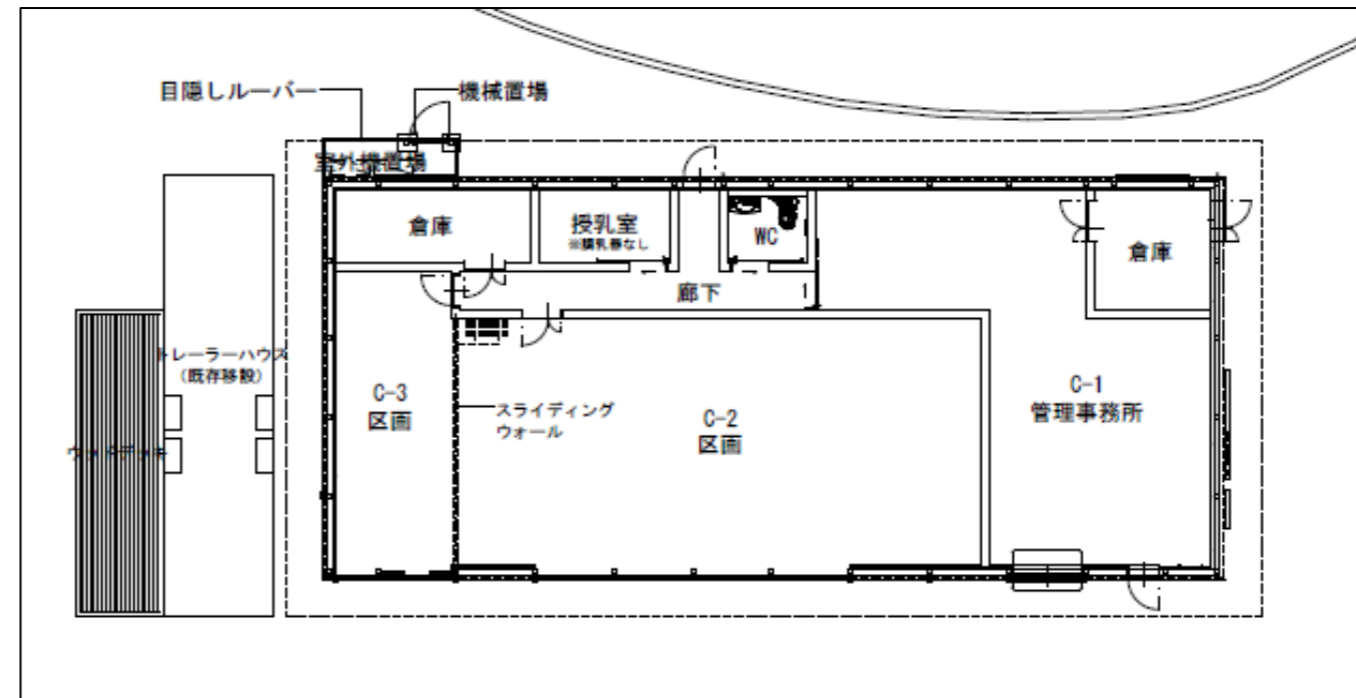 目隠しルーバー
機械置場
室外機置場
倉庫
授乳室
※調乳器なし
WC
倉庫
廊下
トレーラーハウス
(既存移設)
ウッドデッキ
C-3
区画
スライディング
ウォール
C-2
区画
C-1
管理事務所